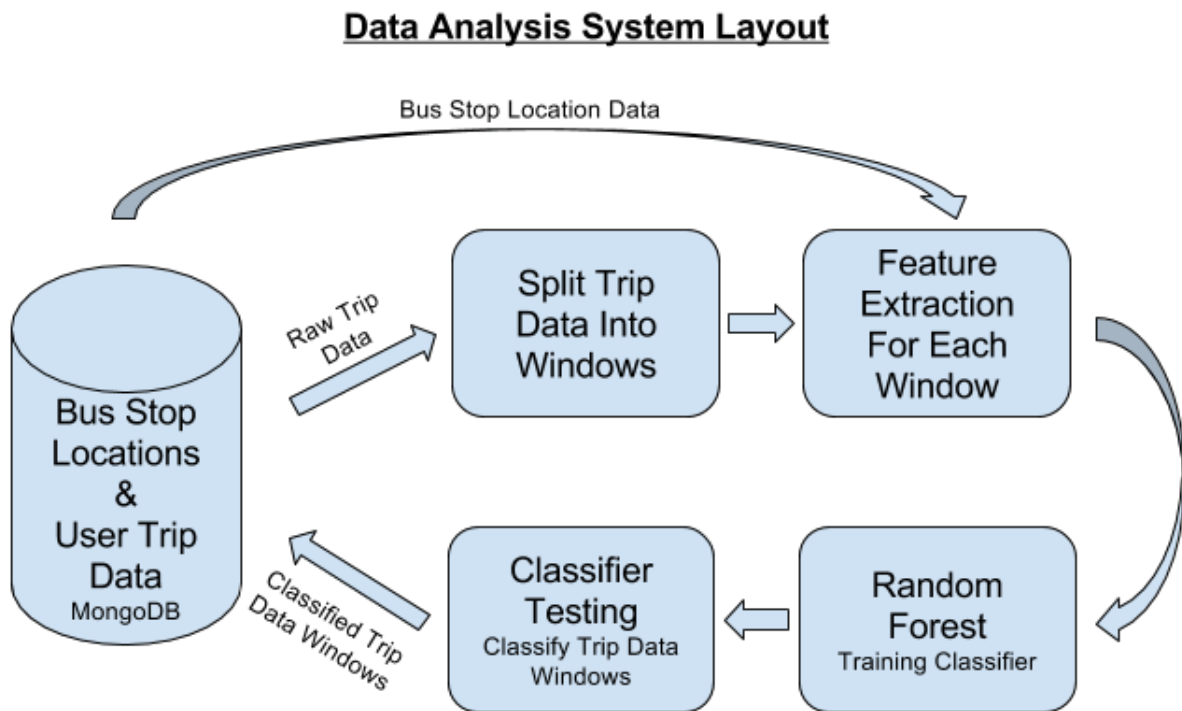 Data Analysis System Layout
Bus Stop Location Data
Bus Stop
Locations
&
User Trip
Data
MongoDB
Raw Trip
Data
Split Trip
Data Into
Windows
Feature
Extraction
For Each
Window
Random
Forest
Training Classifier
Classifier
Testing
Classify Trip Data
Windows
Classified Trip
Data Windows